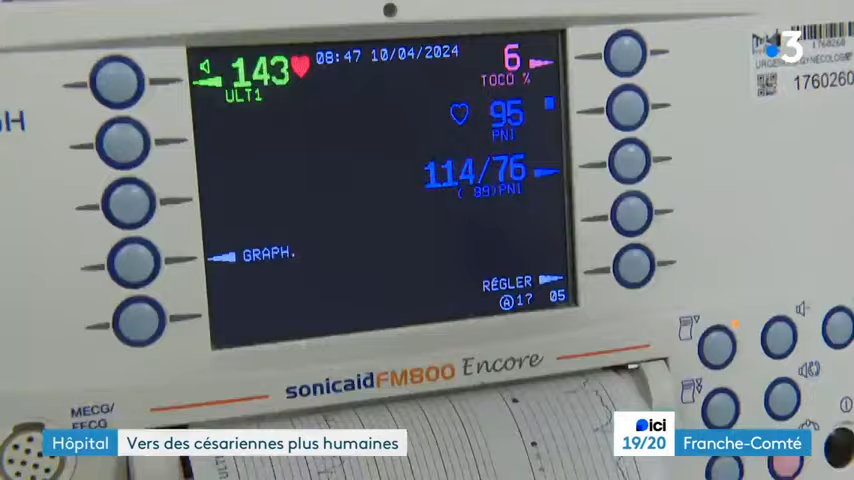 143
08:47 10/04/2024
6
ULT1
TOCO %
95
PNI
114/76
( 89)PNI
GRAPH.
RÉGLER
A 17 05
sonicaid FM800 Encore
MECG/
3
1760260
1760260
Hôpital
Vers des césariennes plus humaines
ici
19/20
Franche-Comté